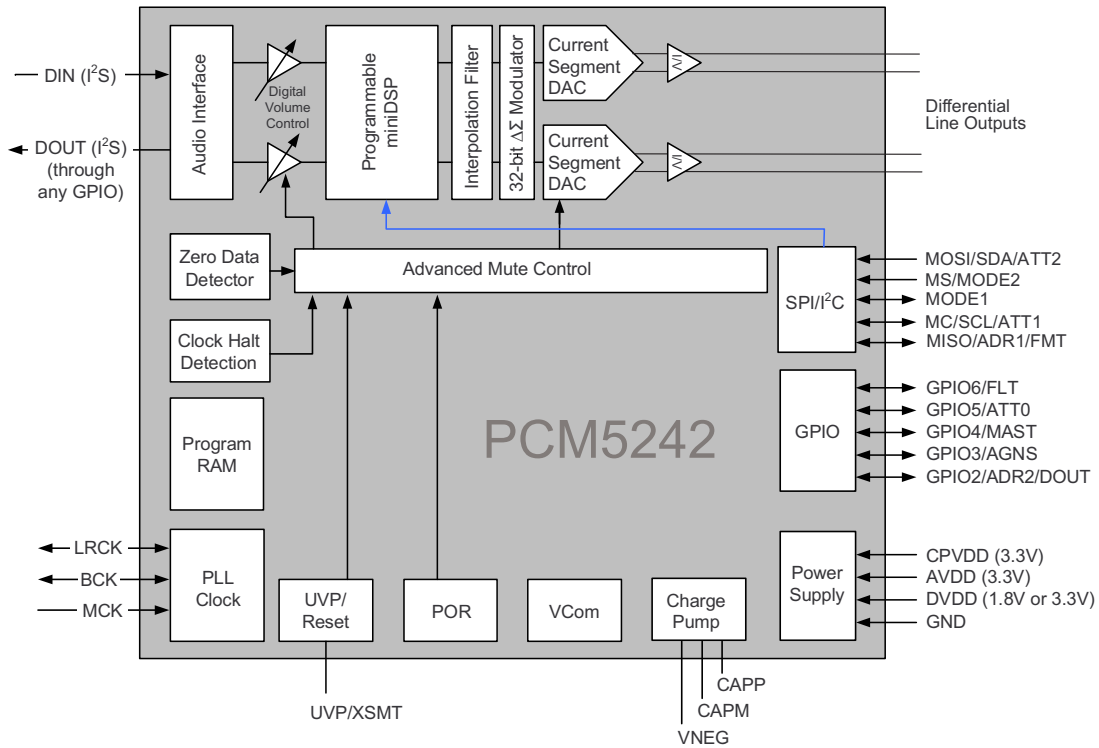 DIN (I²S)
DOUT (I²S)
(through
any GPIO)
Audio Interface
Digital
Volume
Control
Programmable
miniDSP
Interpolation Filter
32-bit ΔΣ Modulator
Current
Segment
DAC
I/V
Current
Segment
DAC
I/V
Differential
Line Outputs
Zero Data
Detector
Advanced Mute Control
Clock Halt
Detection
SPI/I²C
MOSI/SDA/ATT2
MS/MODE2
MODE1
MC/SCL/ATT1
MISO/ADR1/FMT
Program
RAM
PCM5242
GPIO
GPIO6/FLT
GPIO5/ATT0
GPIO4/MAST
GPIO3/AGNS
GPIO2/ADR2/DOUT
LRCK
BCK
MCK
PLL
Clock
UVP/
Reset
POR
VCom
Charge
Pump
Power
Supply
CPVDD (3.3V)
AVDD (3.3V)
DVDD (1.8V or 3.3V)
GND
UVP/XSMT
CAPP
CAPM
VNEG